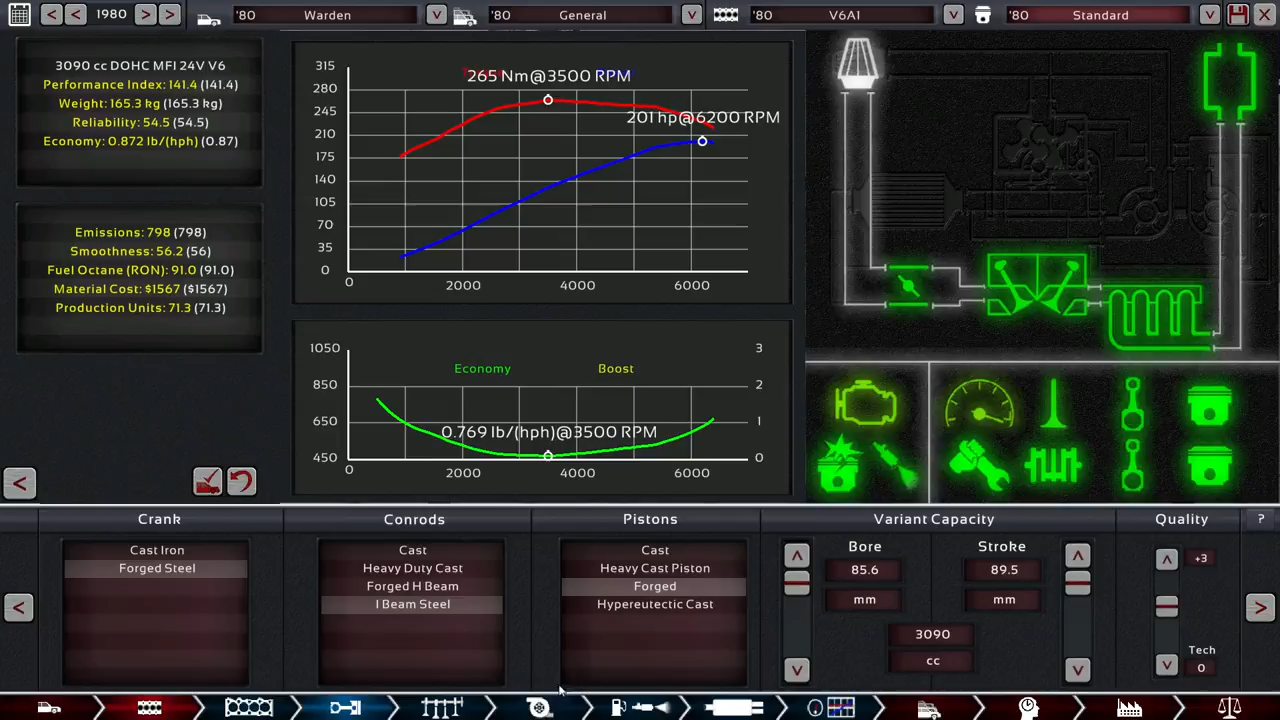 1980
'80 Warden
'80 General
V6A1
'80 Standard
3090 cc DOHC MFI 24V V6
Performance Index: 141.4 (141.4)
Weight: 165.3 kg (165.3 kg)
Reliability: 54.5 (54.5)
Economy: 0.872 lb/(hph) (0.87)
Emissions: 798 (798)
Smoothness: 56.2 (56)
Fuel Octane (RON): 91.0 (91.0)
Material Cost: $1567 ($1567)
Production Units: 71.3 (71.3)
315
280
245
210
175
140
105
70
35
0
265 Nm@3500 RPM
201 hp@6200 RPM
0 2000 4000 6000
1050
850
650
450
Economy
Boost
3
2
1
0
0.769 lb/(hph)@3500 RPM
0 2000 4000 6000
Crank
Cast Iron
Forged Steel
Conrods
Cast
Heavy Duty Cast
Forged H Beam
I Beam Steel
Pistons
Cast
Heavy Cast Piston
Forged
Hypereutectic Cast
Variant Capacity
Bore
85.6
mm
Stroke
89.5
mm
3090
cc
Quality
+3
Tech
0
?